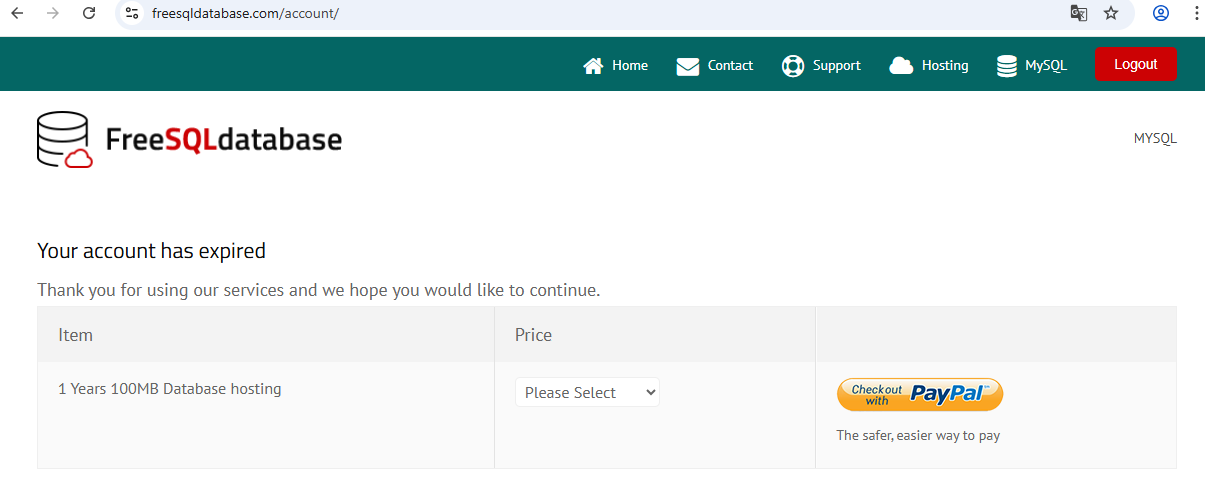 freesqldatabase.com/account/
Home Contact Support Hosting MySQL Logout
FreeSQLdatabase
MYSQL
Your account has expired
Thank you for using our services and we hope you would like to continue.
Item Price
1 Years 100MB Database hosting Please Select Checkout with PayPal
The safer, easier way to pay